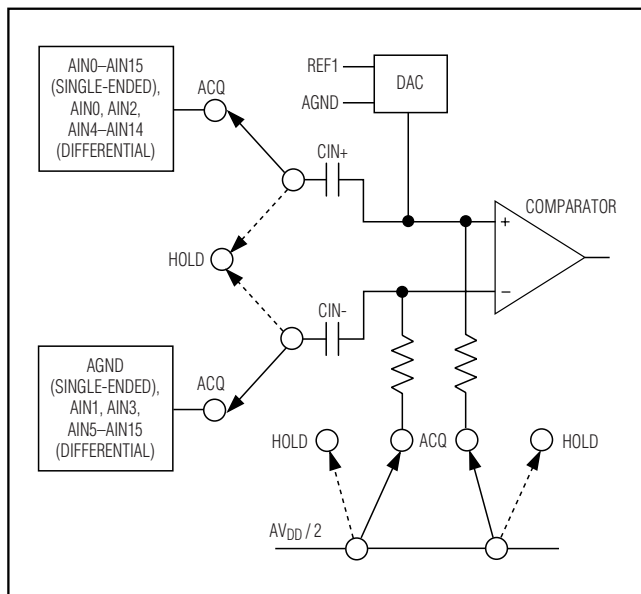 AIN0–AIN15
(SINGLE-ENDED),
AIN0, AIN2,
AIN4–AIN14
(DIFFERENTIAL)
ACQ
REF1
AGND
DAC
CIN+
COMPARATOR
+
HOLD
−
CIN-
AGND
(SINGLE-ENDED),
AIN1, AIN3,
AIN5–AIN15
(DIFFERENTIAL)
ACQ
HOLD
ACQ
HOLD
AVDD / 2